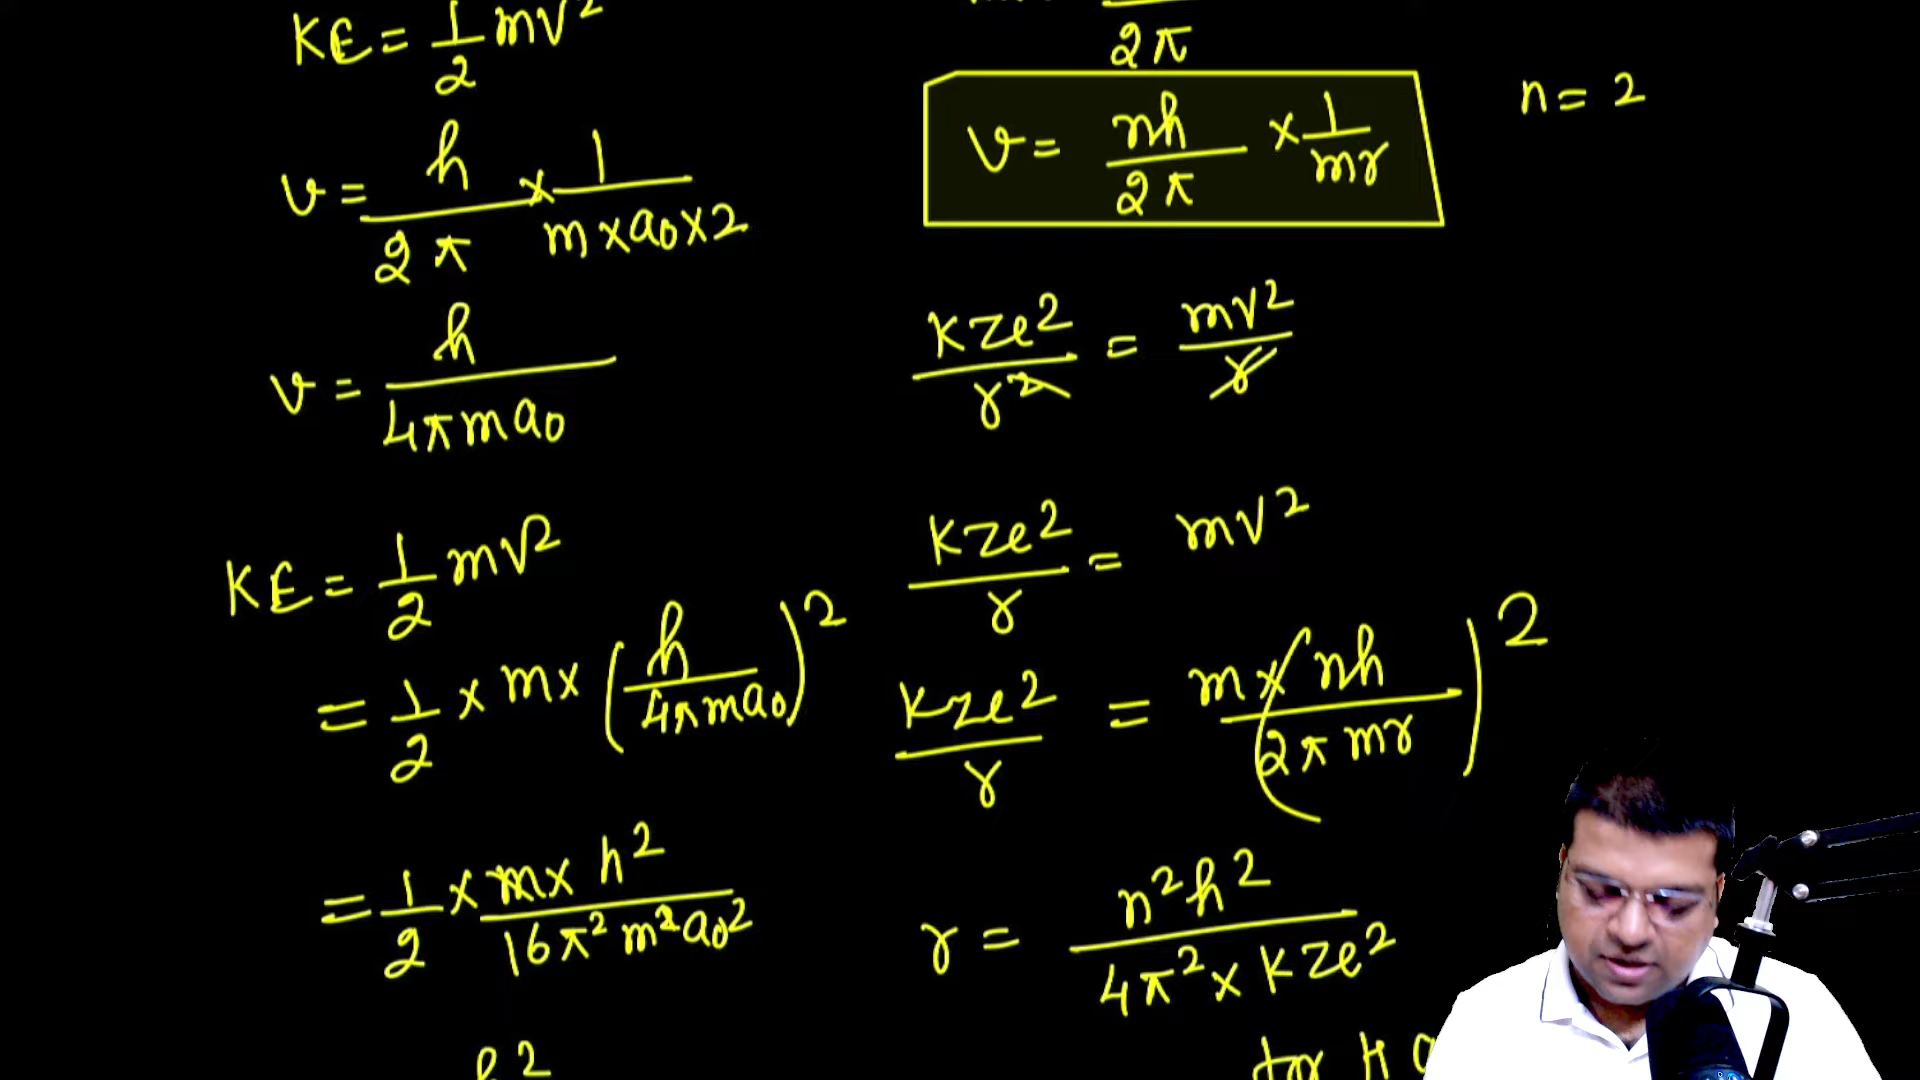 KE = 1/2 mv²
v = h/2π × 1/(m×a₀×2)
v = h/(4πma₀)
KE = 1/2 mv²
= 1/2 × m× (h/(4πma₀))²
= 1/2 × m× h²/(16π²m²a₀²)
h²
2π
v = nh/2π × 1/mr
n = 2
kze²/r² = mv²/r
kze²/r = mv²
kze²/r = m×(nh/(2πmr))²
r = n²h²/(4π²×kze²)
for H